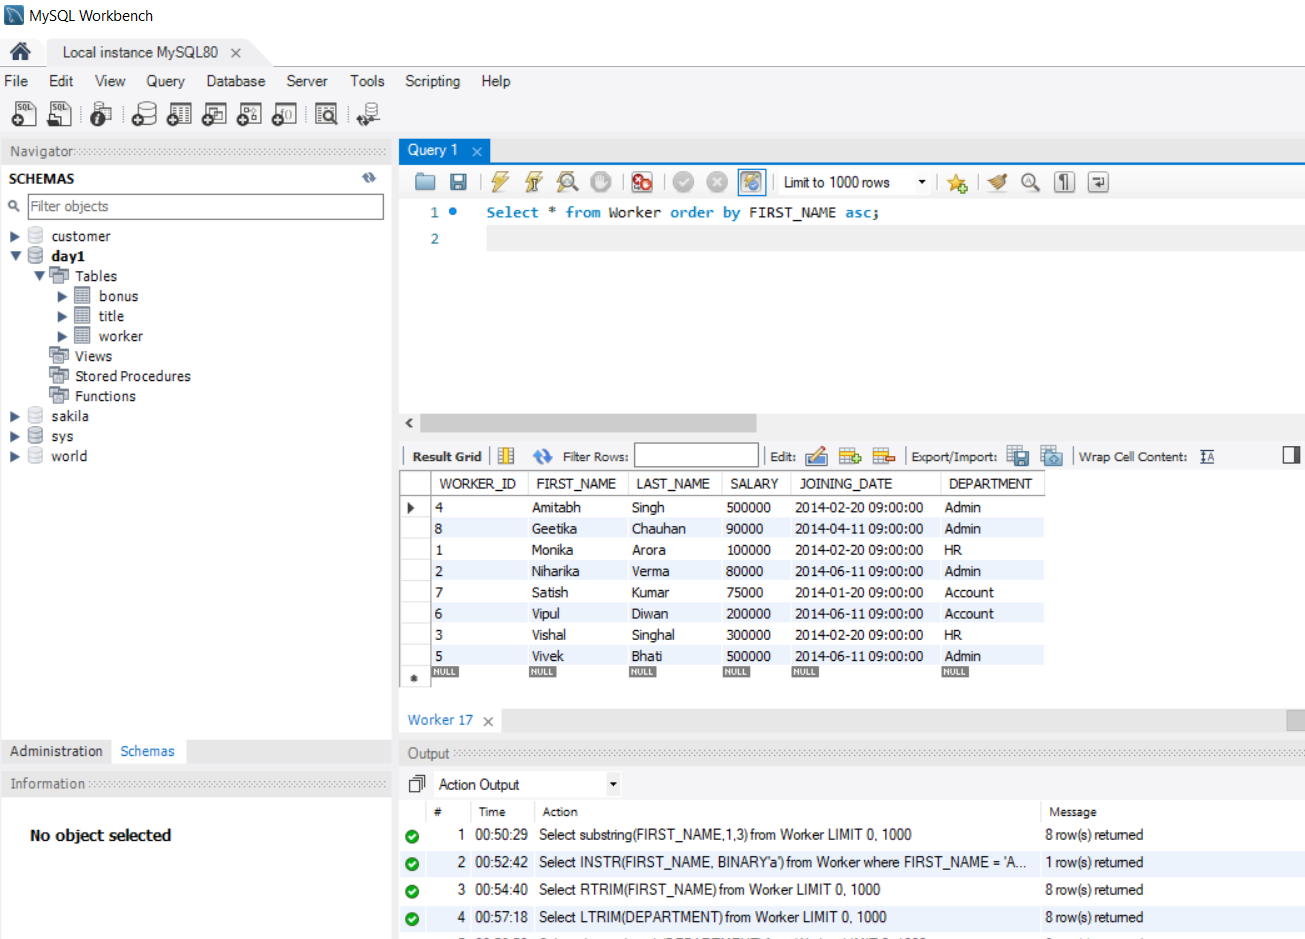 MySQL Workbench
Local instance MySQL80
File Edit View Query Database Server Tools Scripting Help
Navigator
SCHEMAS
Filter objects
customer
day1
Tables
bonus
title
worker
Views
Stored Procedures
Functions
sakila
sys
world
Administration Schemas
Information
No object selected
Query 1
Limit to 1000 rows
1 Select * from Worker order by FIRST_NAME asc;
2
Result Grid Filter Rows: Edit: Export/Import: Wrap Cell Content:
WORKER_ID FIRST_NAME LAST_NAME SALARY JOINING_DATE DEPARTMENT
4 Amitabh Singh 500000 2014-02-20 09:00:00 Admin
8 Geetika Chauhan 90000 2014-04-11 09:00:00 Admin
1 Monika Arora 100000 2014-02-20 09:00:00 HR
2 Niharika Verma 80000 2014-06-11 09:00:00 Admin
7 Satish Kumar 75000 2014-01-20 09:00:00 Account
6 Vipul Diwan 200000 2014-06-11 09:00:00 Account
3 Vishal Singhal 300000 2014-02-20 09:00:00 HR
5 Vivek Bhati 500000 2014-06-11 09:00:00 Admin
NULL NULL NULL NULL NULL NULL
Worker 17
Output
Action Output
# Time Action Message
1 00:50:29 Select substring(FIRST_NAME,1,3) from Worker LIMIT 0, 1000 8 row(s) returned
2 00:52:42 Select INSTR(FIRST_NAME, BINARY'a') from Worker where FIRST_NAME = 'A... 1 row(s) returned
3 00:54:40 Select RTRIM(FIRST_NAME) from Worker LIMIT 0, 1000 8 row(s) returned
4 00:57:18 Select LTRIM(DEPARTMENT) from Worker LIMIT 0, 1000 8 row(s) returned